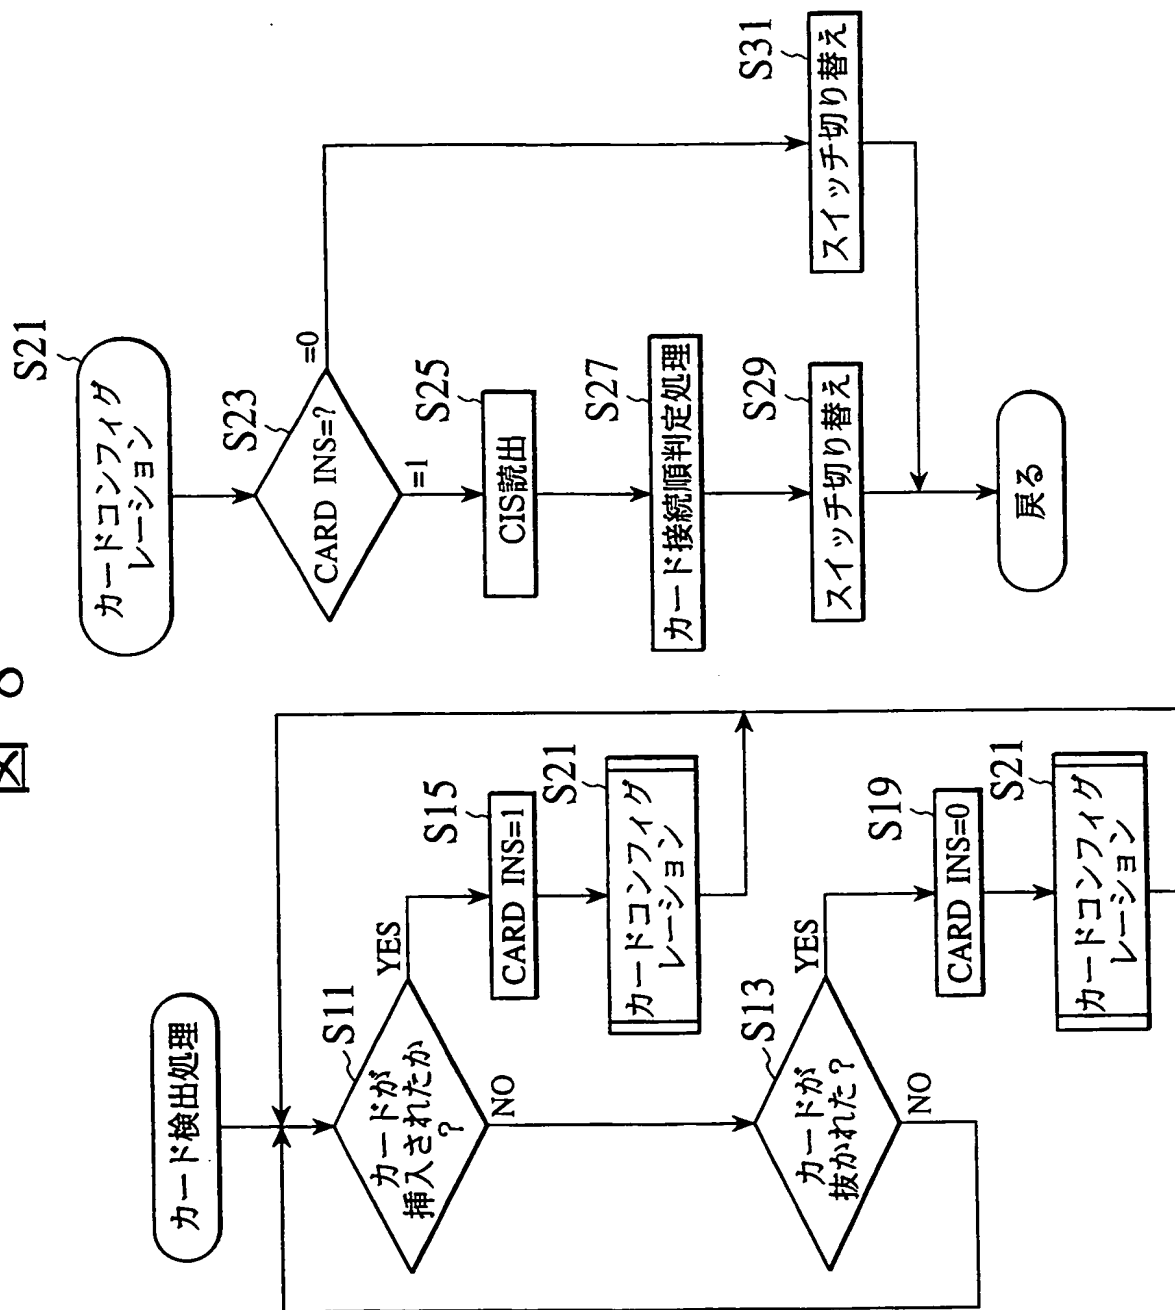 図 8
カード検出処理
S11
カードが
挿入されたか
?
YES
NO
S15
CARD INS=1
S21
カードコンフィグ
レーション
S13
カードが
抜かれた?
YES
NO
S19
CARD INS=0
S21
カードコンフィグ
レーション
S21
カードコンフィグ
レーション
S23
CARD INS=?
=0
=1
S25
CIS読出
S27
カード接続順判定処理
S29
スイッチ切り替え
S31
スイッチ切り替え
戻る